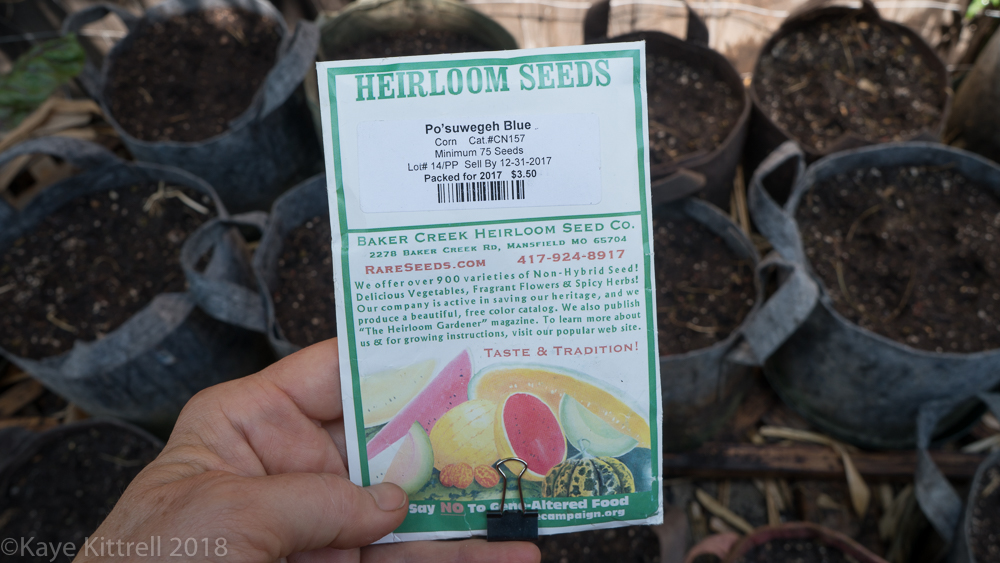 HEIRLOOM SEEDS
Po'suwegeh Blue
Corn Cat.#CN157
Minimum 75 Seeds
Lot# 14/PP Sell By 12-31-2017
Packed for 2017 $3.50
BAKER CREEK HEIRLOOM SEED CO.
2278 BAKER CREEK RD, MANSFIELD MO 65704
RARESEEDS.COM 417-924-8917
We offer over 900 varieties of Non-Hybrid Seed!
Delicious Vegetables, Fragrant Flowers & Spicy Herbs!
Our company is active in saving our heritage, and we
produce a beautiful, free color catalog. We also publish
"The Heirloom Gardener" magazine. To learn more about
us & for growing instructions, visit our popular web site.
TASTE & TRADITION!
Say NO To Gene-Altered Food
ecampaign.org
©Kaye Kittrell 2018